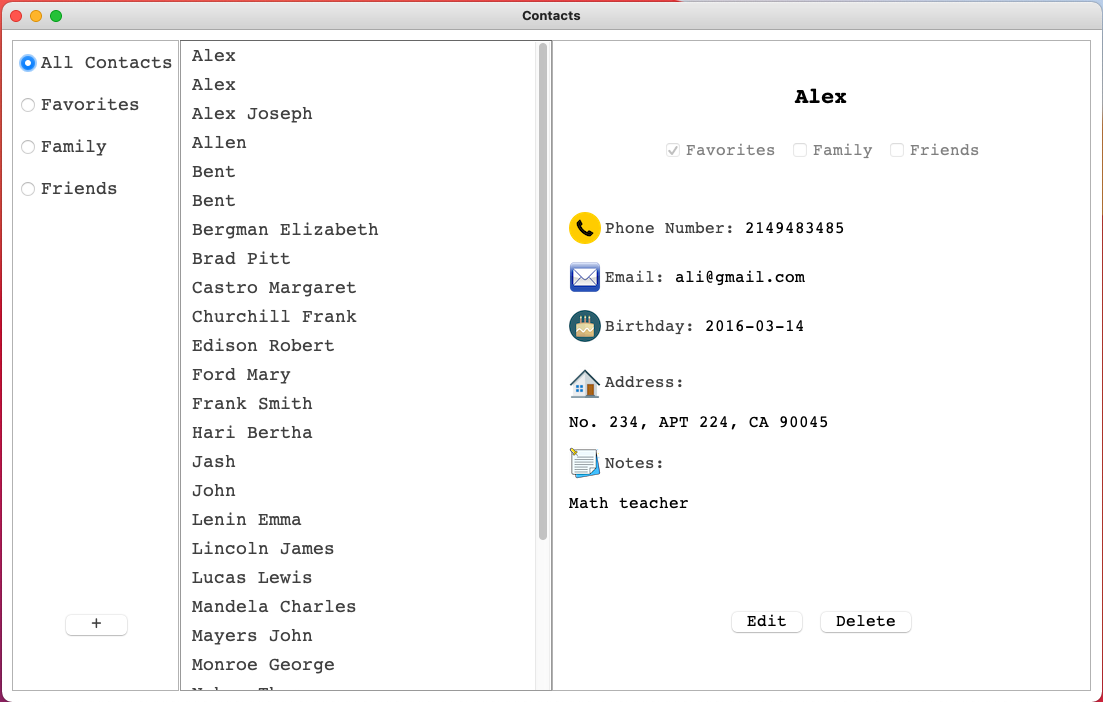 Contacts
All Contacts
Favorites
Family
Friends
+
Alex
Alex
Alex Joseph
Allen
Bent
Bent
Bergman Elizabeth
Brad Pitt
Castro Margaret
Churchill Frank
Edison Robert
Ford Mary
Frank Smith
Hari Bertha
Jash
John
Lenin Emma
Lincoln James
Lucas Lewis
Mandela Charles
Mayers John
Monroe George
Alex
Favorites Family Friends
Phone Number: 2149483485
Email: ali@gmail.com
Birthday: 2016-03-14
Address:
No. 234, APT 224, CA 90045
Notes:
Math teacher
Edit Delete